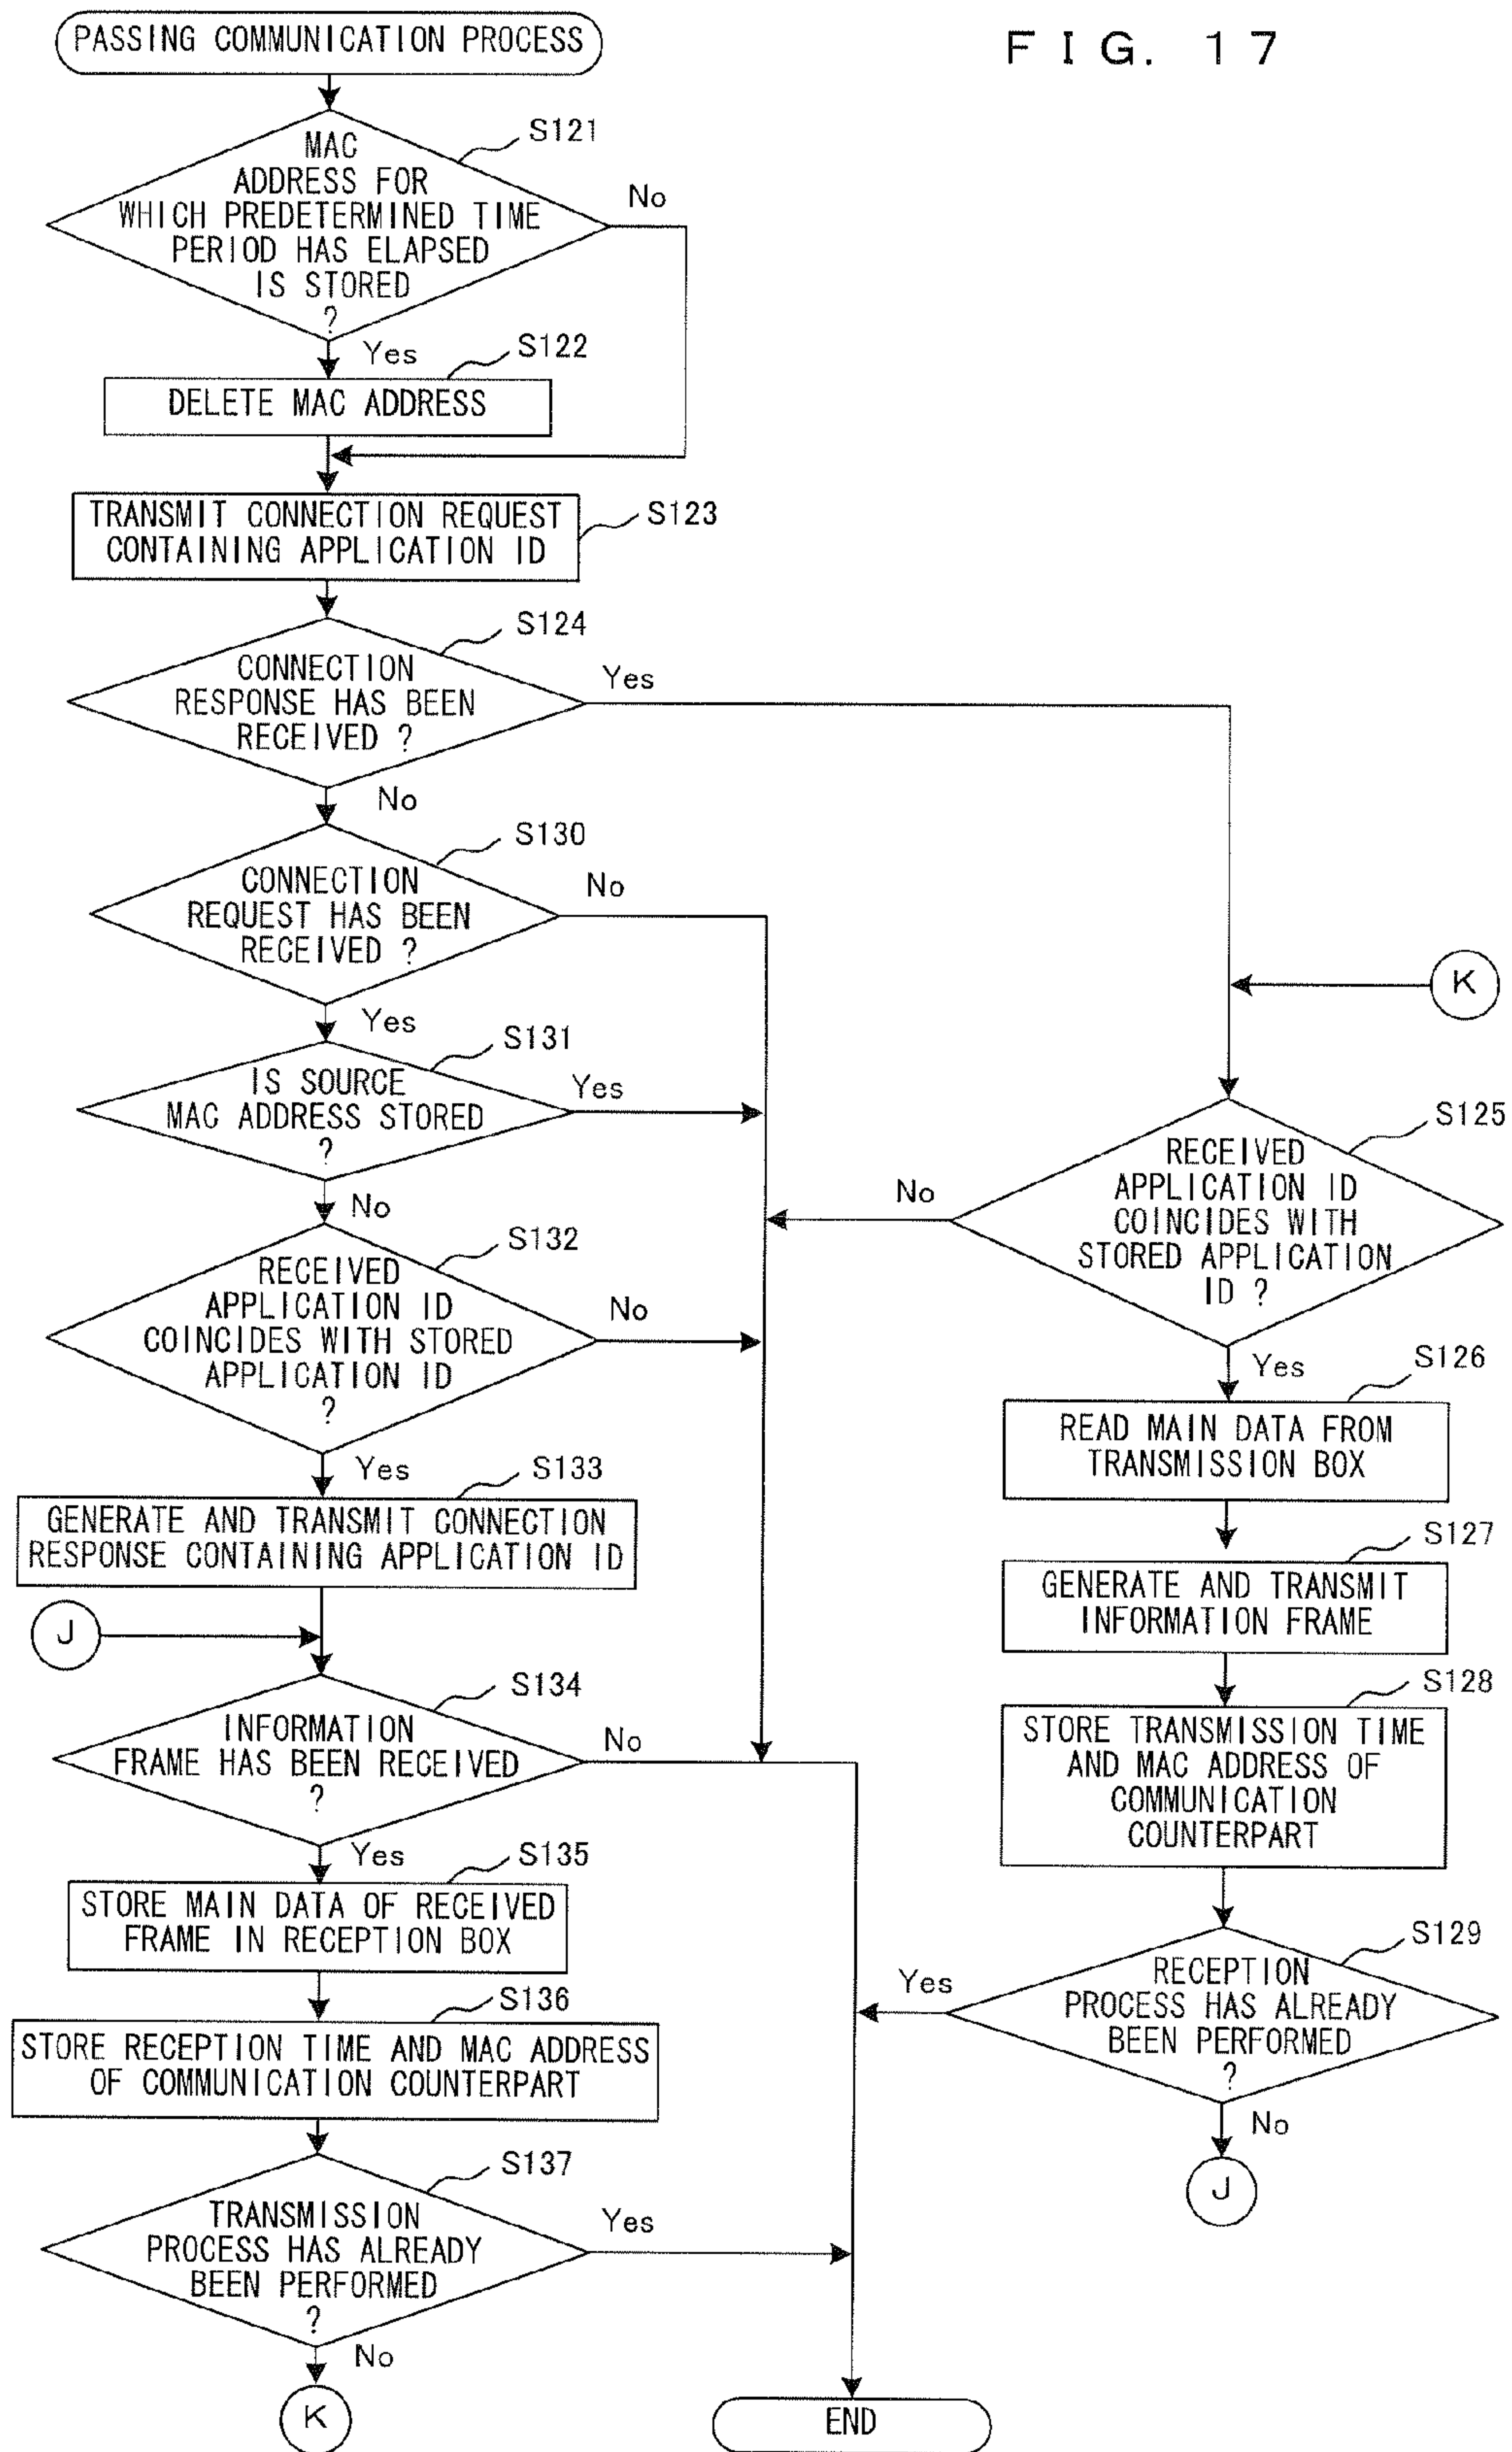 PASSING COMMUNICATION PROCESS
FIG. 17
S121
MAC
ADDRESS FOR
WHICH PREDETERMINED TIME
PERIOD HAS ELAPSED
IS STORED
?
No
Yes
S122
DELETE MAC ADDRESS
TRANSMIT CONNECTION REQUEST
CONTAINING APPLICATION ID
S123
S124
CONNECTION
RESPONSE HAS BEEN
RECEIVED ?
Yes
No
S130
CONNECTION
REQUEST HAS BEEN
RECEIVED ?
No
Yes
S131
IS SOURCE
MAC ADDRESS STORED
?
Yes
No
S132
RECEIVED
APPLICATION ID
COINCIDES WITH STORED
APPLICATION ID
?
No
Yes
S133
GENERATE AND TRANSMIT CONNECTION
RESPONSE CONTAINING APPLICATION ID
J
S134
INFORMATION
FRAME HAS BEEN RECEIVED
?
No
Yes
S135
STORE MAIN DATA OF RECEIVED
FRAME IN RECEPTION BOX
S136
STORE RECEPTION TIME AND MAC ADDRESS
OF COMMUNICATION COUNTERPART
S137
TRANSMISSION
PROCESS HAS ALREADY
BEEN PERFORMED
?
Yes
No
K
K
S125
RECEIVED
APPLICATION ID
COINCIDES WITH
STORED APPLICATION
ID ?
No
Yes
S126
READ MAIN DATA FROM
TRANSMISSION BOX
S127
GENERATE AND TRANSMIT
INFORMATION FRAME
S128
STORE TRANSMISSION TIME
AND MAC ADDRESS OF
COMMUNICATION
COUNTERPART
S129
RECEPTION
PROCESS HAS ALREADY
BEEN PERFORMED
?
Yes
No
J
END